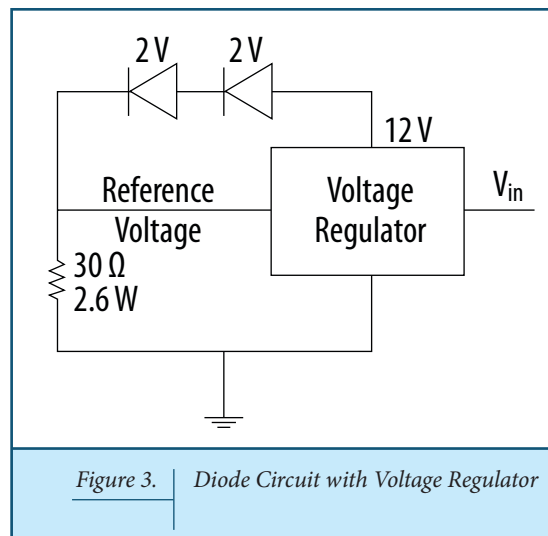 2 V 2 V
12 V
Reference
Voltage
Voltage
Regulator
Vin
30 Ω
2.6 W
Figure 3. Diode Circuit with Voltage Regulator